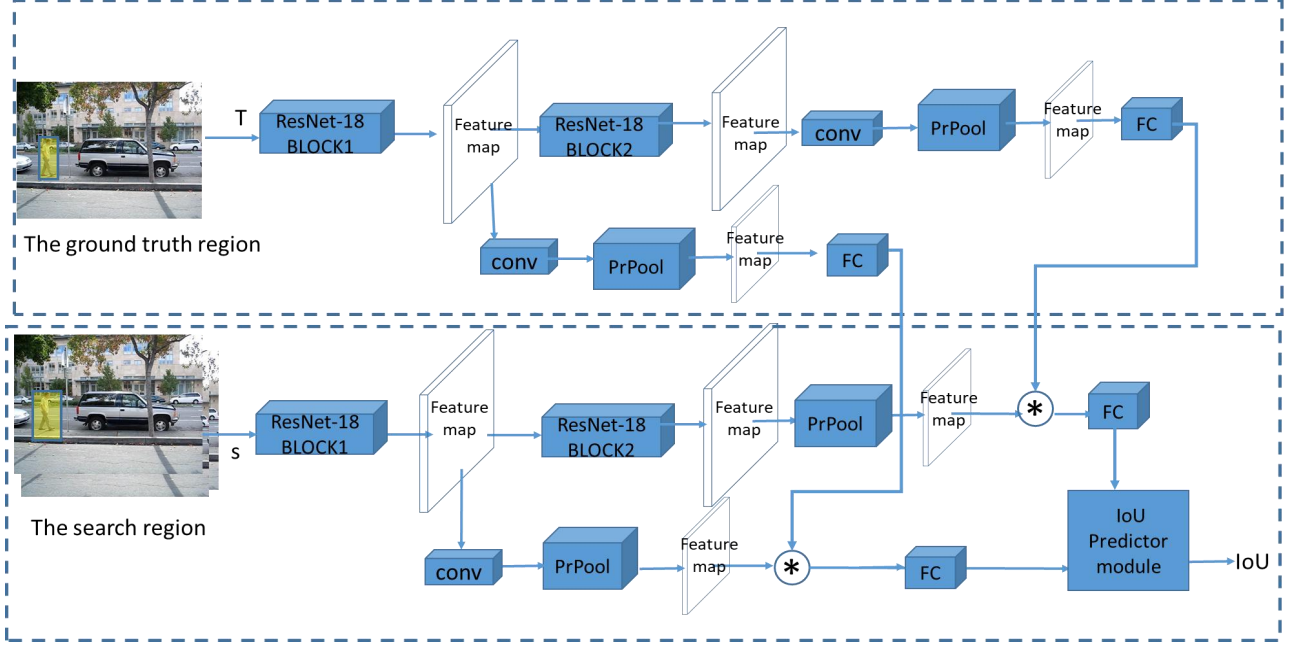 T
ResNet-18
BLOCK1
Feature
map
ResNet-18
BLOCK2
Feature
map
conv
PrPool
Feature
map
FC
The ground truth region
conv
PrPool
Feature
map
FC
s
ResNet-18
BLOCK1
Feature
map
ResNet-18
BLOCK2
Feature
map
PrPool
Feature
map
*
FC
The search region
conv
PrPool
Feature
map
*
FC
IoU
Predictor
module
IoU